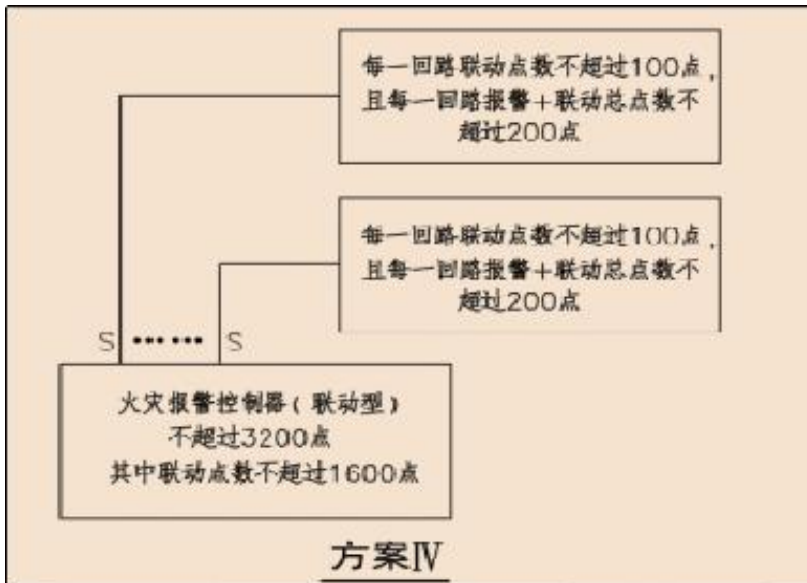 每一回路联动点数不超过100点,
且每一回路报警+联动总点数不
超过200点
每一回路联动点数不超过100点,
且每一回路报警+联动总点数不
超过200点
S ······ S
火灾报警控制器(联动型)
不超过3200点
其中联动点数不超过1600点
方案Ⅳ